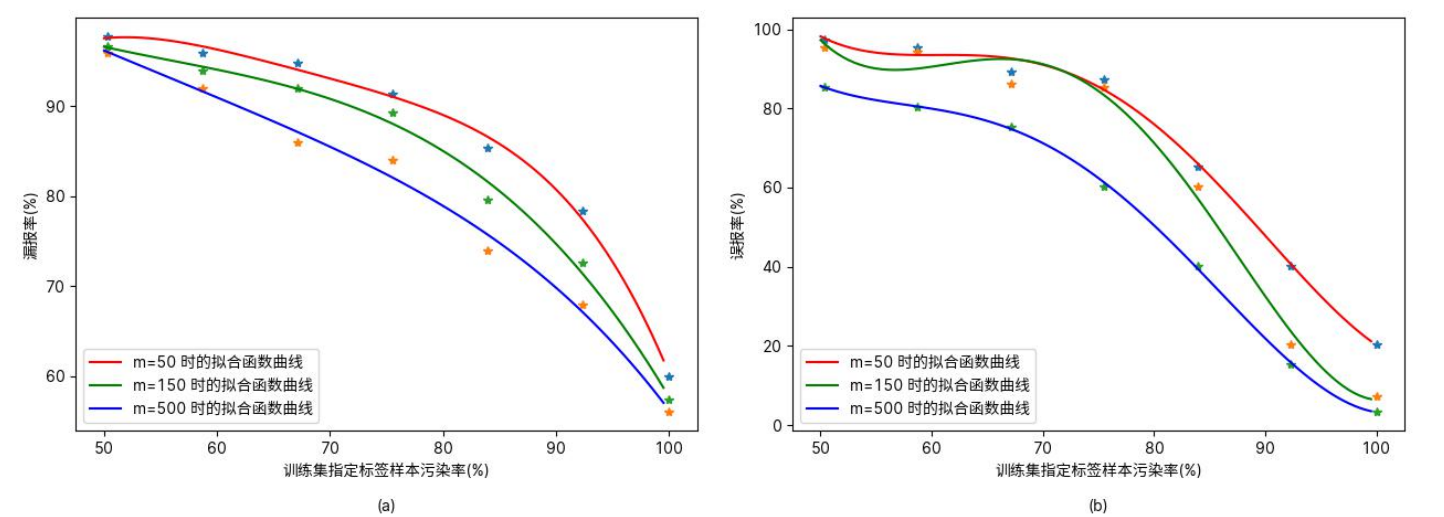 90
80
70
60
漏报率(%)
m=50 时的拟合函数曲线
m=150 时的拟合函数曲线
m=500 时的拟合函数曲线
50 60 70 80 90 100
训练集指定标签样本污染率(%)
(a)
100
80
60
40
20
0
误报率(%)
m=50 时的拟合函数曲线
m=150 时的拟合函数曲线
m=500 时的拟合函数曲线
50 60 70 80 90 100
训练集指定标签样本污染率(%)
(b)